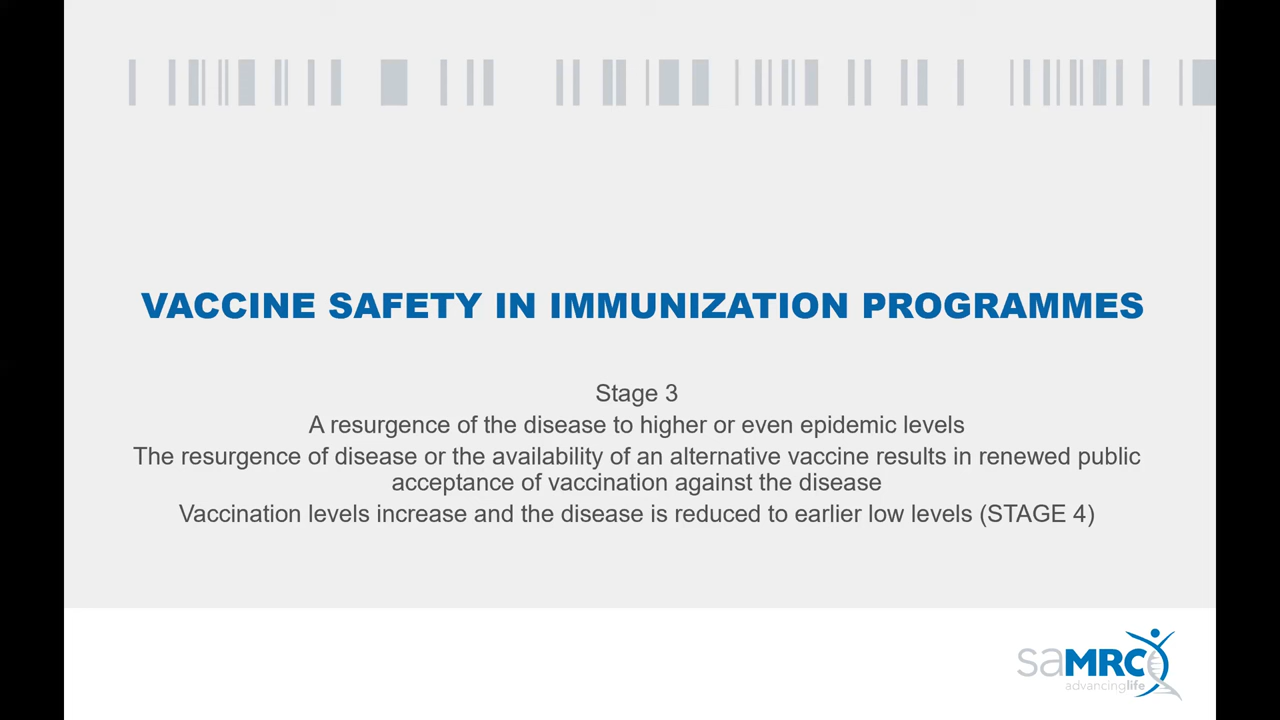 VACCINE SAFETY IN IMMUNIZATION PROGRAMMES
Stage 3
A resurgence of the disease to higher or even epidemic levels
The resurgence of disease or the availability of an alternative vaccine results in renewed public
acceptance of vaccination against the disease
Vaccination levels increase and the disease is reduced to earlier low levels (STAGE 4)
saMRC
advancinglife